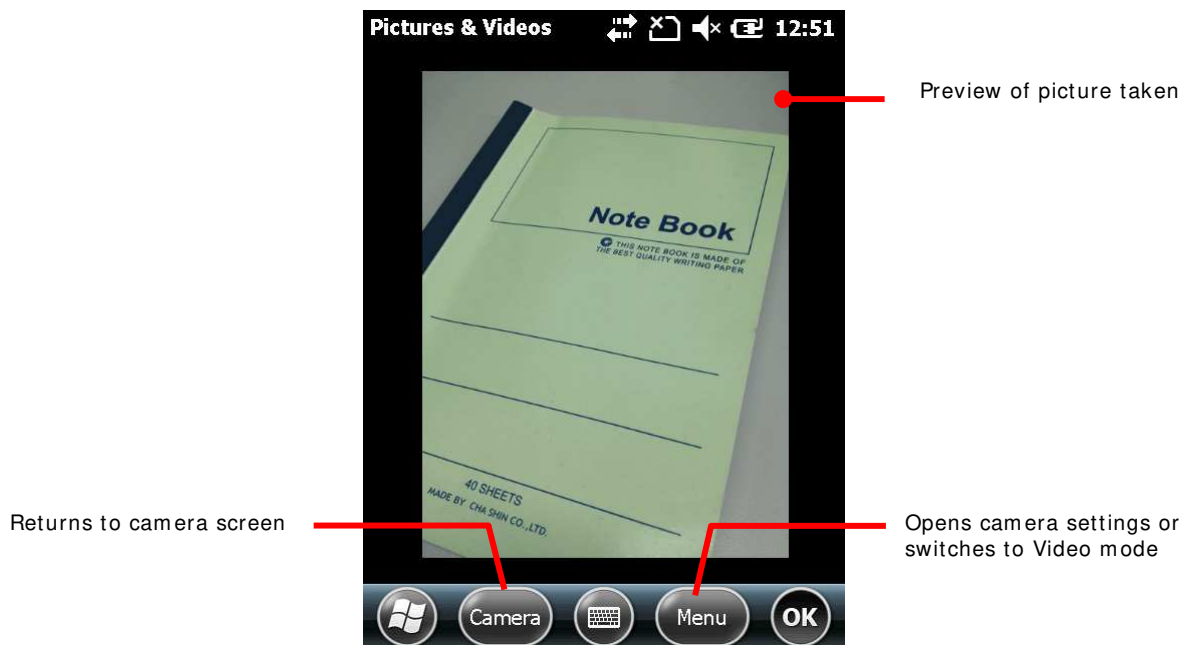 Pictures & Videos 12:51
Preview of picture taken
Note Book
THIS NOTE BOOK IS MADE OF
THE BEST QUALITY WRITING PAPER
40 SHEETS
MADE BY CHA SHIN CO.,LTD.
Returns to camera screen
Opens camera settings or
switches to Video mode
Camera
Menu
OK